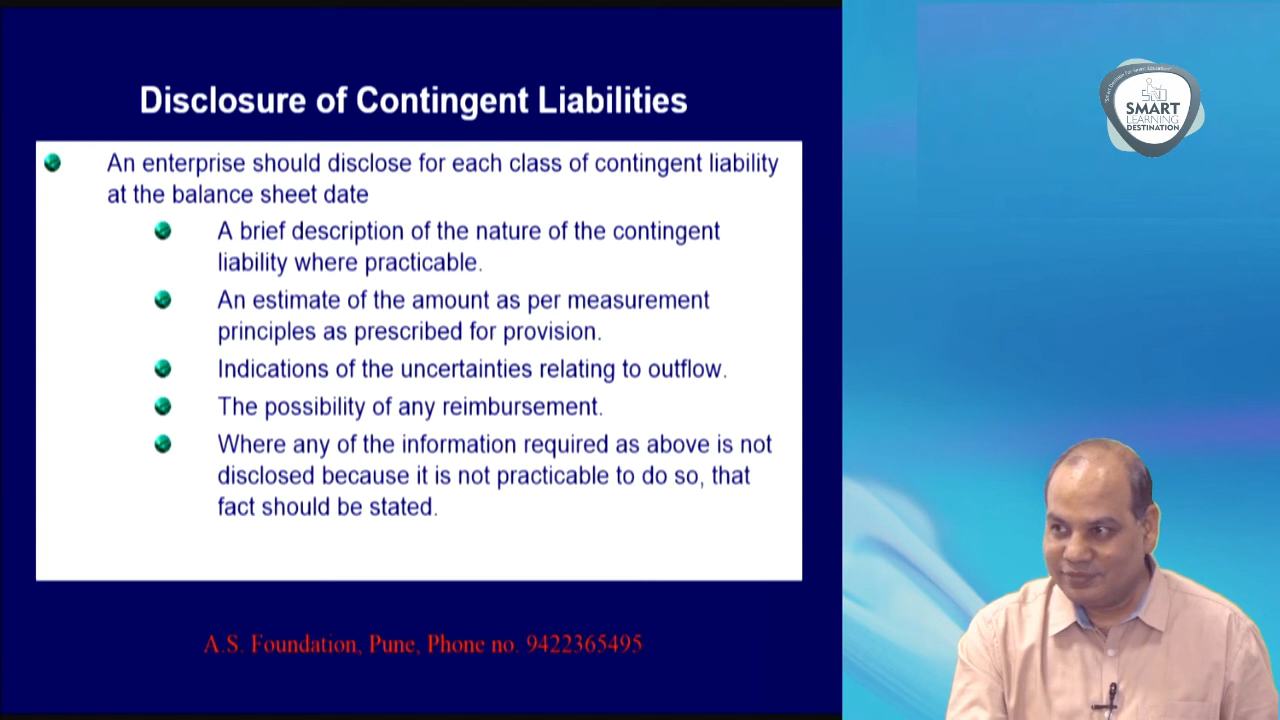 Disclosure of Contingent Liabilities
An enterprise should disclose for each class of contingent liability
at the balance sheet date
A brief description of the nature of the contingent
liability where practicable.
An estimate of the amount as per measurement
principles as prescribed for provision.
Indications of the uncertainties relating to outflow.
The possibility of any reimbursement.
Where any of the information required as above is not
disclosed because it is not practicable to do so, that
fact should be stated.
A.S. Foundation, Pune, Phone no. 9422365495
SMART
LEARNING
DESTINATION